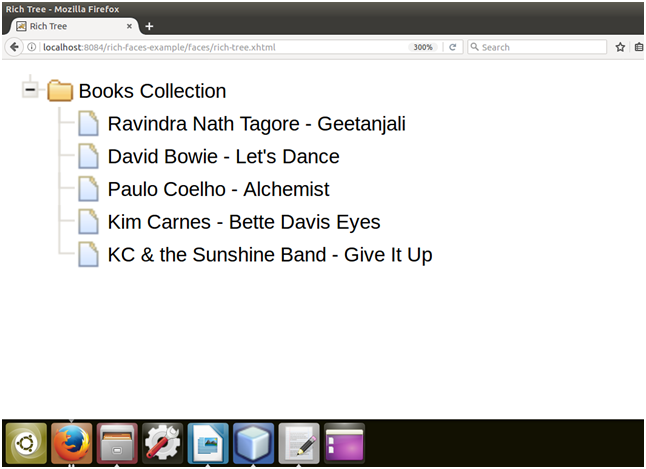 Rich Tree - Mozilla Firefox
Rich Tree
localhost:8084/rich-faces-example/faces/rich-tree.xhtml 300% Search
Books Collection
Ravindra Nath Tagore - Geetanjali
David Bowie - Let's Dance
Paulo Coelho - Alchemist
Kim Carnes - Bette Davis Eyes
KC & the Sunshine Band - Give It Up